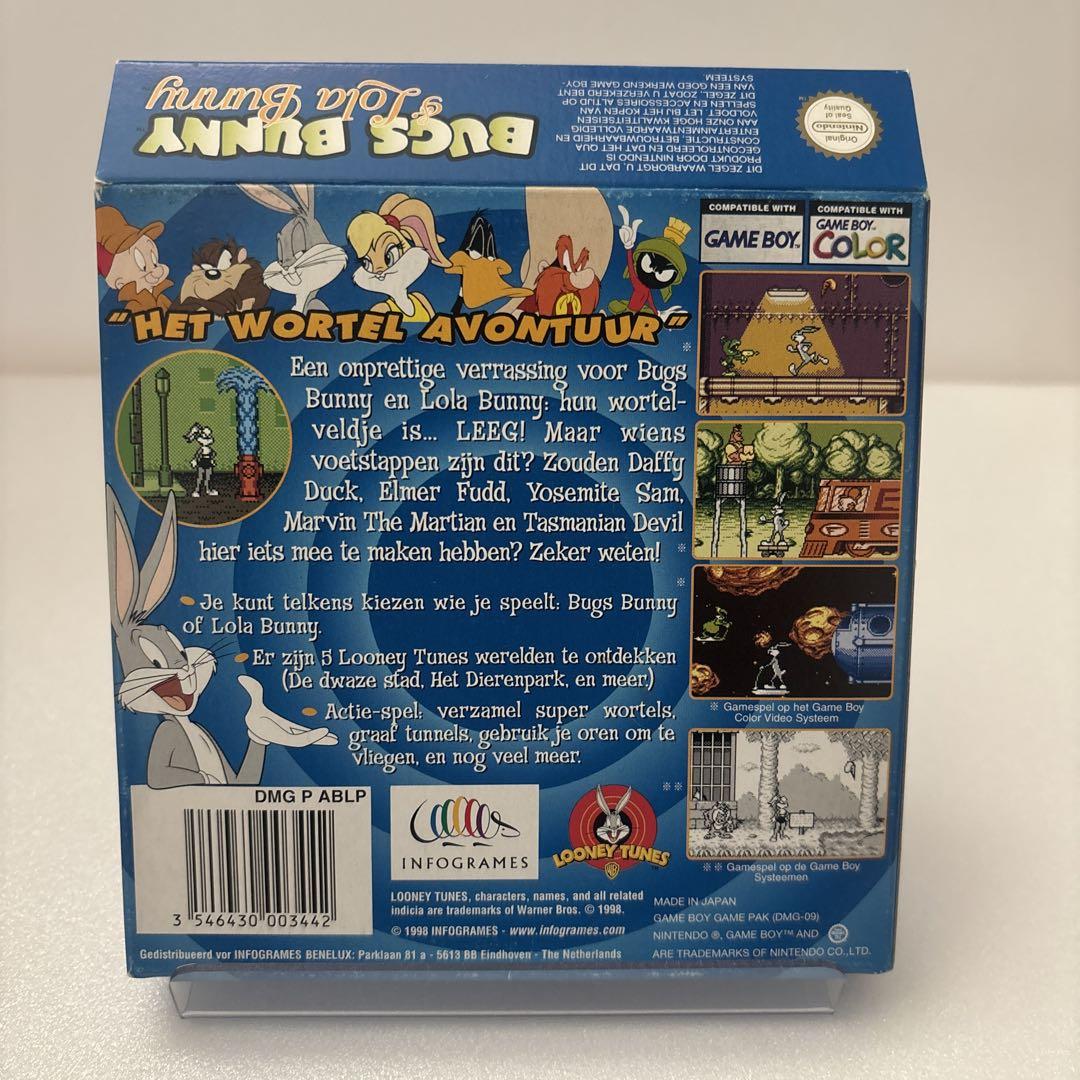 BUGS BUNNY
& Lola Bunny
DIT ZEGEL WAARBORGT U, DAT DIT
PRODUKT DOOR NINTENDO IS
GECONTROLEERD EN DAT HET QUA
CONSTRUCTIE, BETROUWBAARHEID EN
ENTERTAINMENTWAARDE VOLLEDIG
AAN ONZE HOGE KWALITEITSEISEN
VOLDOET. LET BIJ HET KOPEN VAN
SPELLEN EN ACCESSOIRES ALTIJD OP
DIT ZEGEL, ZODAT U VERZEKERD BENT
VAN EEN GOED WERKEND GAME BOY-
SYSTEEM.
Original
Nintendo
Seal of
Quality
COMPATIBLE WITH
GAME BOY™
COMPATIBLE WITH
GAME BOY™
COLOR
"HET WORTEL AVONTUUR"
※
Een onprettige verrassing voor Bugs
Bunny en Lola Bunny: hun wortel-
veldje is... LEEG! Maar wiens
voetstappen zijn dit? Zouden Daffy
Duck, Elmer Fudd, Yosemite Sam,
Marvin The Martian en Tasmanian Devil
hier iets mee te maken hebben? Zeker weten!
※
※
Je kunt telkens kiezen wie je speelt: Bugs Bunny
of Lola Bunny.
Er zijn 5 Looney Tunes werelden te ontdekken
(De dwaze stad, Het Dierenpark, en meer.)
Actie-spel: verzamel super wortels,
graaf tunnels, gebruik je oren om te
vliegen, en nog veel meer.
※ Gamespel op het Game Boy
Color Video Systeem
※※
※※ Gamespel op de Game Boy
Systeemen
DMG P ABLP
3 546430 003442
INFOGRAMES
LOONEY TUNES
WB
LOONEY TUNES, characters, names, and all related
indicia are trademarks of Warner Bros. © 1998.
© 1998 INFOGRAMES - www.infogrames.com
MADE IN JAPAN
GAME BOY GAME PAK (DMG-09)
NINTENDO ®, GAME BOY™ AND
ARE TRADEMARKS OF NINTENDO CO.,LTD.
Gedistribueerd vor INFOGRAMES BENELUX: Parklaan 81 a - 5613 BB Eindhoven - The Netherlands